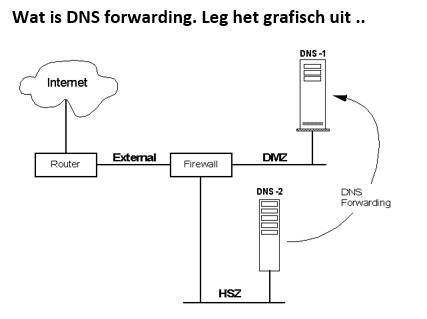 Wat is DNS forwarding. Leg het grafisch uit ..
DNS -1
Internet
Router
External
Firewall
DMZ
DNS -2
DNS
Forwarding
HSZ